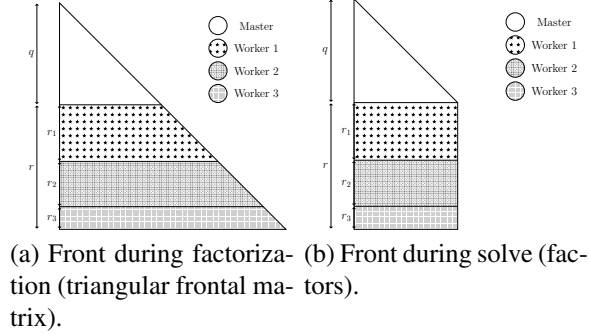 q
r
r1
r2
r3
Master
Worker 1
Worker 2
Worker 3
(a) Front during factoriza-
tion (triangular frontal ma-
trix).
q
r
r1
r2
r3
Master
Worker 1
Worker 2
Worker 3
(b) Front during solve (fac-
tors).